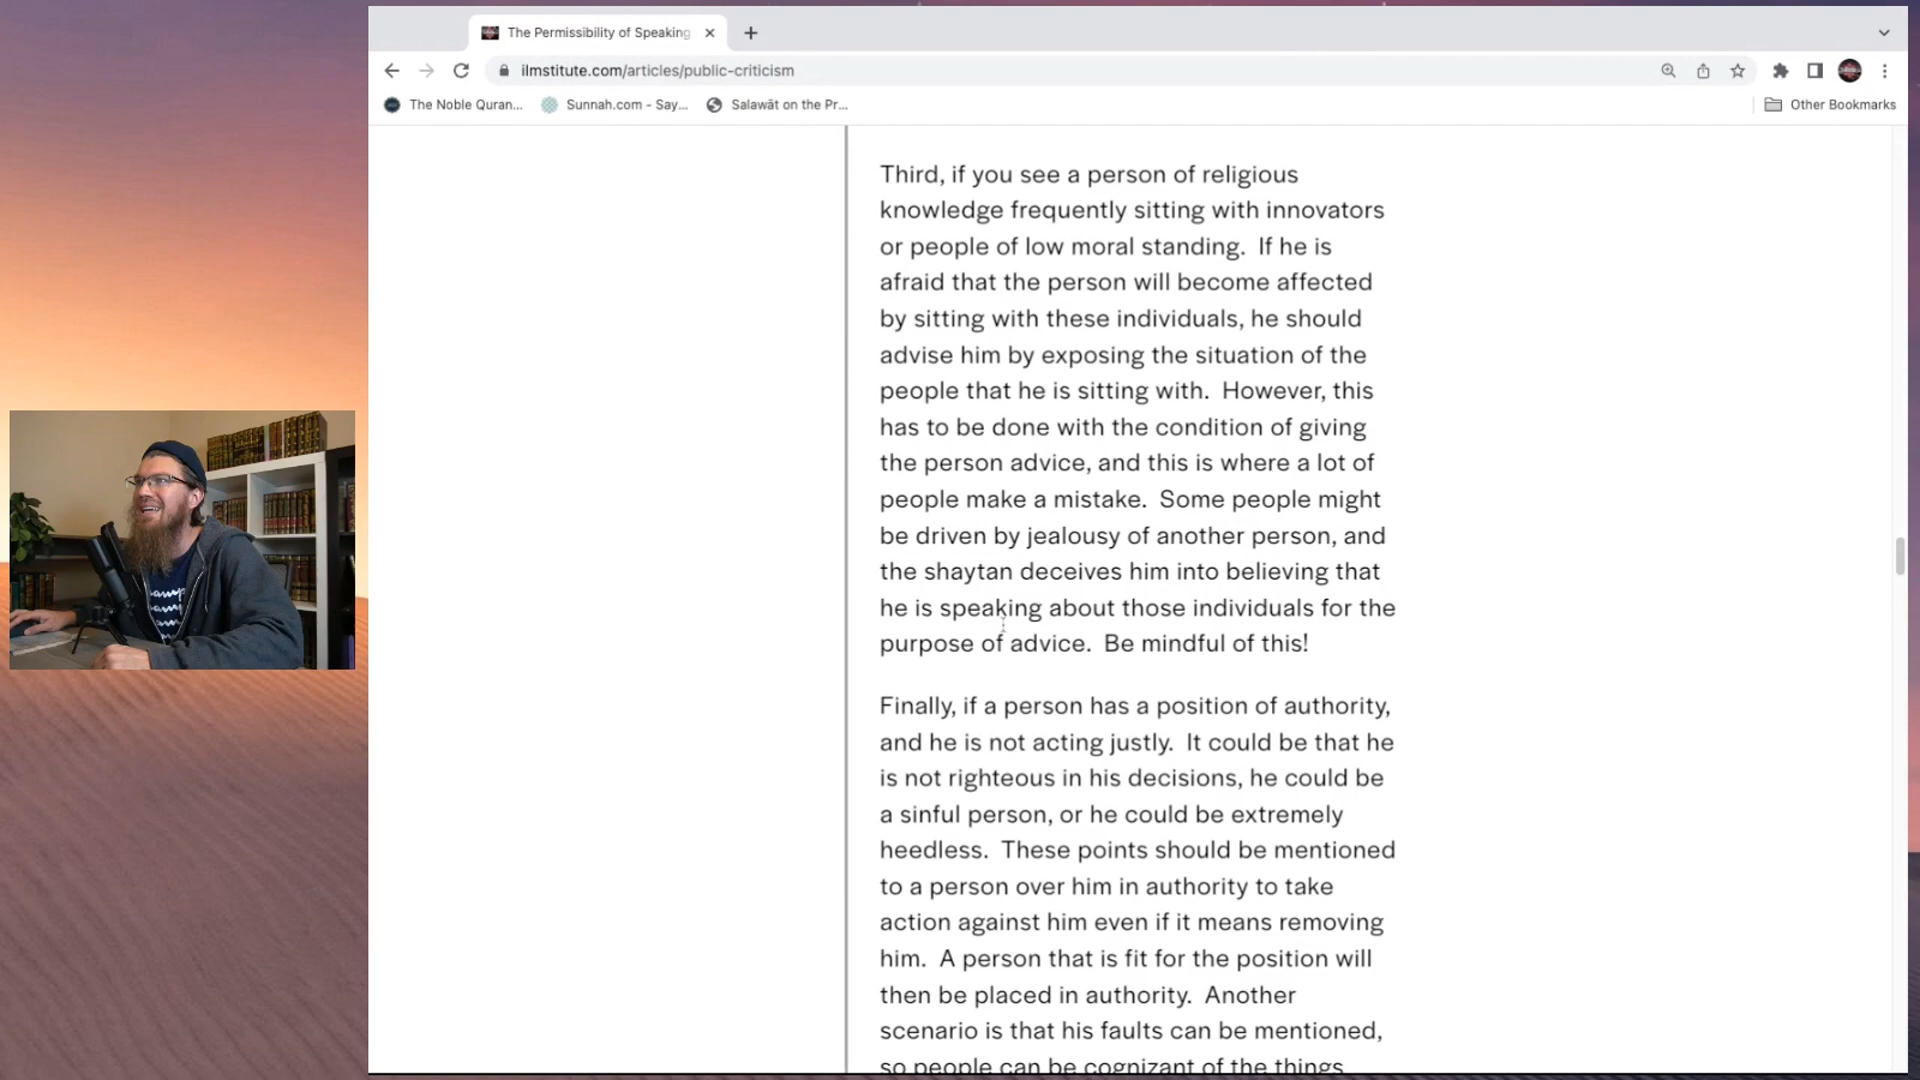 The Permissibility of Speaking
ilmstitute.com/articles/public-criticism
The Noble Quran...
Sunnah.com - Say...
Salawāt on the Pr...
Other Bookmarks
Third, if you see a person of religious
knowledge frequently sitting with innovators
or people of low moral standing.  If he is
afraid that the person will become affected
by sitting with these individuals, he should
advise him by exposing the situation of the
people that he is sitting with.  However, this
has to be done with the condition of giving
the person advice, and this is where a lot of
people make a mistake.  Some people might
be driven by jealousy of another person, and
the shaytan deceives him into believing that
he is speaking about those individuals for the
purpose of advice.  Be mindful of this!
Finally, if a person has a position of authority,
and he is not acting justly.  It could be that he
is not righteous in his decisions, he could be
a sinful person, or he could be extremely
heedless.  These points should be mentioned
to a person over him in authority to take
action against him even if it means removing
him.  A person that is fit for the position will
then be placed in authority.  Another
scenario is that his faults can be mentioned,
so people can be cognizant of the things